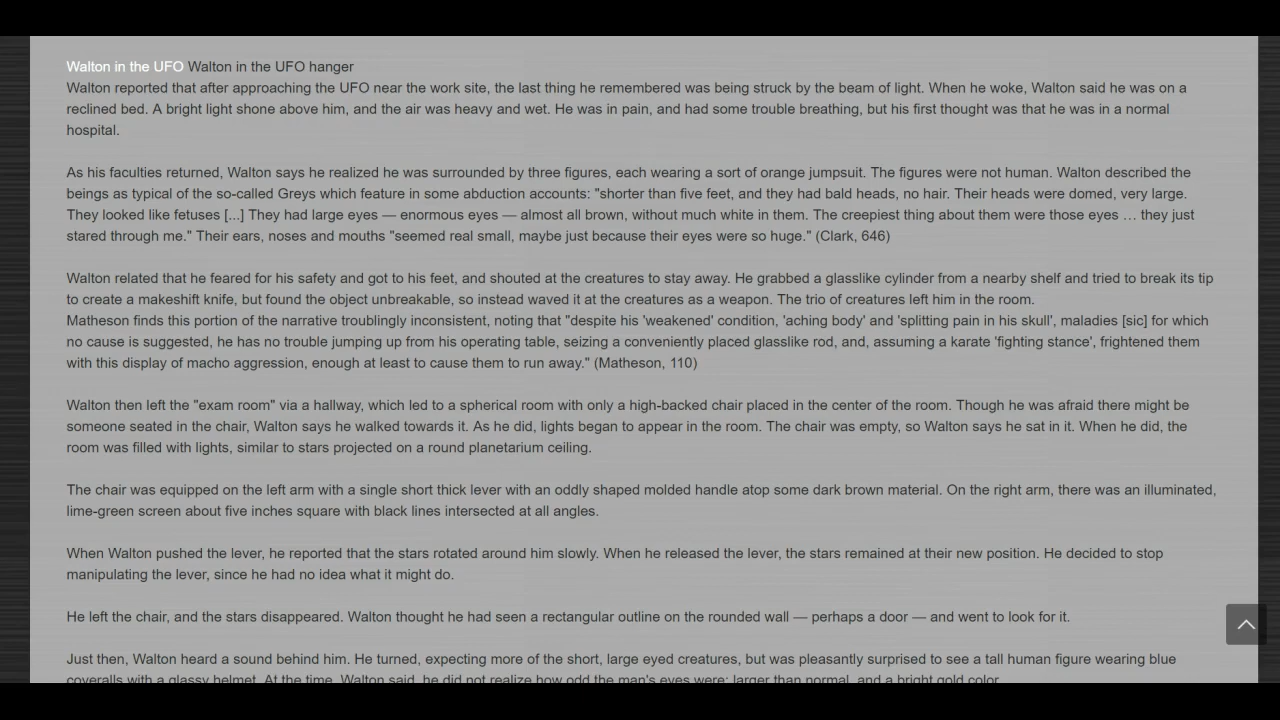 Walton in the UFO Walton in the UFO hanger
Walton reported that after approaching the UFO near the work site, the last thing he remembered was being struck by the beam of light. When he woke, Walton said he was on a
reclined bed. A bright light shone above him, and the air was heavy and wet. He was in pain, and had some trouble breathing, but his first thought was that he was in a normal
hospital.
As his faculties returned, Walton says he realized he was surrounded by three figures, each wearing a sort of orange jumpsuit. The figures were not human. Walton described the
beings as typical of the so-called Greys which feature in some abduction accounts: "shorter than five feet, and they had bald heads, no hair. Their heads were domed, very large.
They looked like fetuses [...] They had large eyes — enormous eyes — almost all brown, without much white in them. The creepiest thing about them were those eyes … they just
stared through me." Their ears, noses and mouths "seemed real small, maybe just because their eyes were so huge." (Clark, 646)
Walton related that he feared for his safety and got to his feet, and shouted at the creatures to stay away. He grabbed a glasslike cylinder from a nearby shelf and tried to break its tip
to create a makeshift knife, but found the object unbreakable, so instead waved it at the creatures as a weapon. The trio of creatures left him in the room.
Matheson finds this portion of the narrative troublingly inconsistent, noting that "despite his 'weakened' condition, 'aching body' and 'splitting pain in his skull', maladies [sic] for which
no cause is suggested, he has no trouble jumping up from his operating table, seizing a conveniently placed glasslike rod, and, assuming a karate 'fighting stance', frightened them
with this display of macho aggression, enough at least to cause them to run away." (Matheson, 110)
Walton then left the "exam room" via a hallway, which led to a spherical room with only a high-backed chair placed in the center of the room. Though he was afraid there might be
someone seated in the chair, Walton says he walked towards it. As he did, lights began to appear in the room. The chair was empty, so Walton says he sat in it. When he did, the
room was filled with lights, similar to stars projected on a round planetarium ceiling.
The chair was equipped on the left arm with a single short thick lever with an oddly shaped molded handle atop some dark brown material. On the right arm, there was an illuminated,
lime-green screen about five inches square with black lines intersected at all angles.
When Walton pushed the lever, he reported that the stars rotated around him slowly. When he released the lever, the stars remained at their new position. He decided to stop
manipulating the lever, since he had no idea what it might do.
He left the chair, and the stars disappeared. Walton thought he had seen a rectangular outline on the rounded wall — perhaps a door — and went to look for it.
Just then, Walton heard a sound behind him. He turned, expecting more of the short, large eyed creatures, but was pleasantly surprised to see a tall human figure wearing blue
coveralls with a glassy helmet. At the time, Walton said, he did not realize how odd the man's eyes were: larger than normal, and a bright gold color.